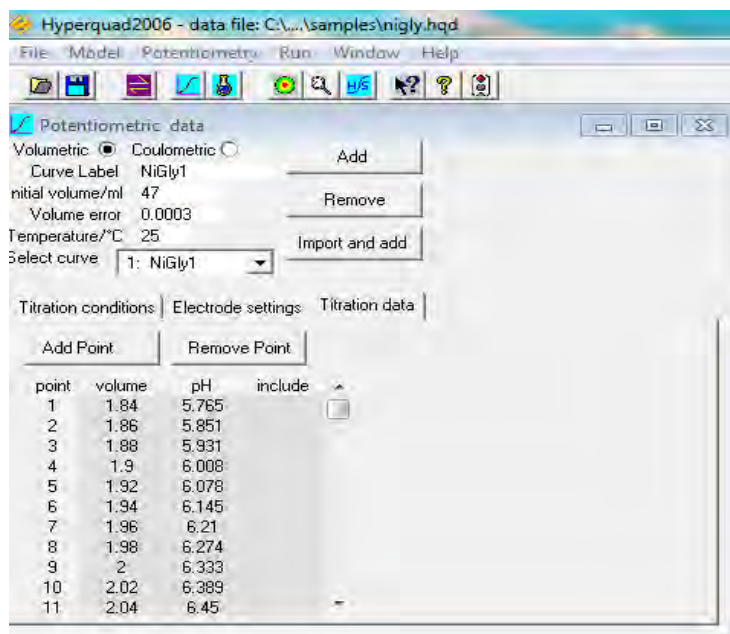 Hyperquad2006 - data file: C:\....\samples\nigly.hqd
File Model Potentiometry Run Window Help
H/S ? ?
Potentiometric data
Volumetric Coulometric
Curve Label NiGly1
nitial volume/ml 47
Volume error 0.0003
Temperature/°C 25
Select curve 1: NiGly1
Add
Remove
Import and add
Titration conditions Electrode settings Titration data
Add Point Remove Point
point volume pH include
1 1.84 5.765
2 1.86 5.851
3 1.88 5.931
4 1.9 6.008
5 1.92 6.078
6 1.94 6.145
7 1.96 6.21
8 1.98 6.274
9 2 6.333
10 2.02 6.389
11 2.04 6.45